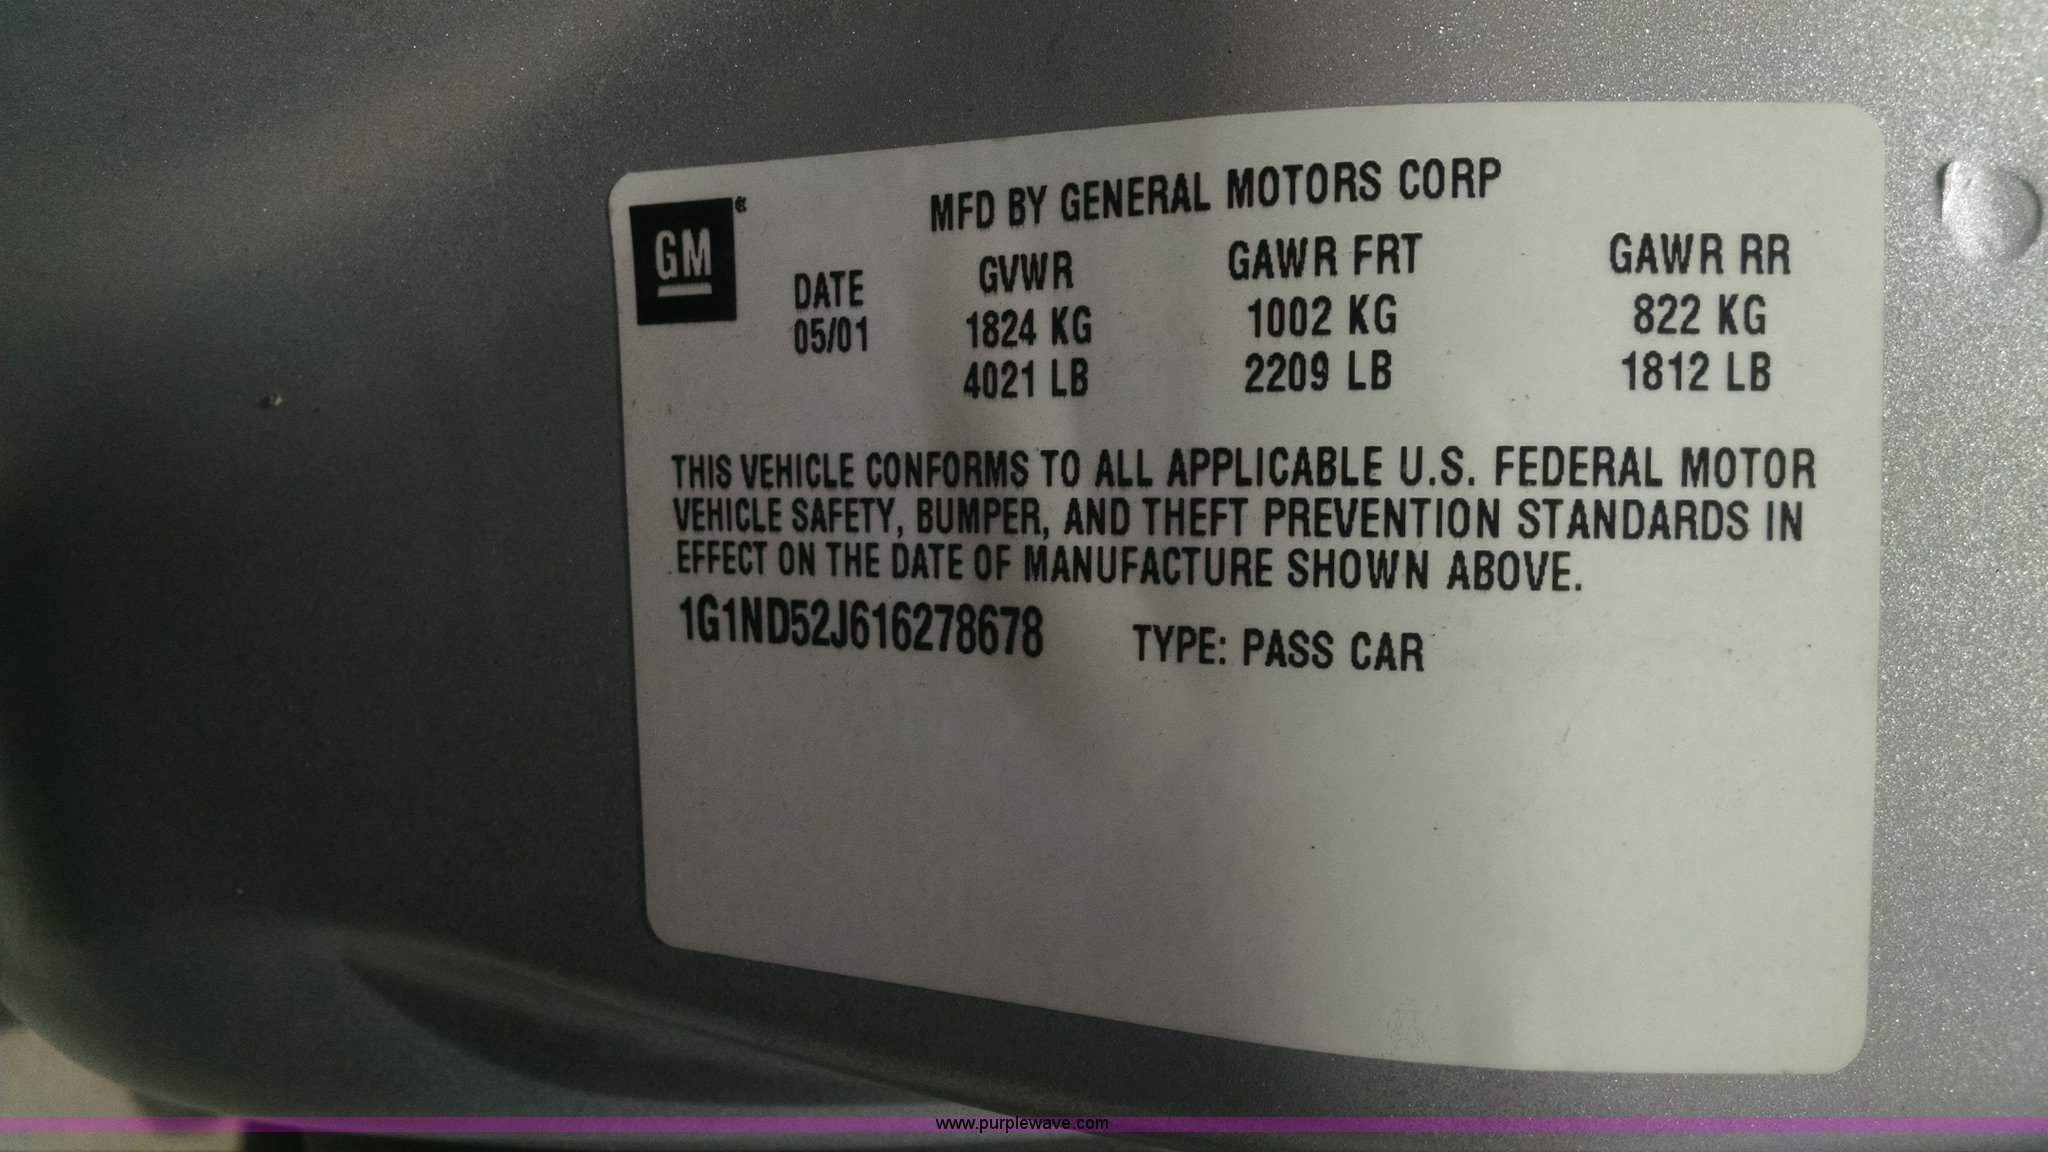 MFD BY GENERAL MOTORS CORP
GM
DATE GVWR GAWR FRT GAWR RR
05/01 1824 KG 1002 KG 822 KG
4021 LB 2209 LB 1812 LB
THIS VEHICLE CONFORMS TO ALL APPLICABLE U.S. FEDERAL MOTOR
VEHICLE SAFETY, BUMPER, AND THEFT PREVENTION STANDARDS IN
EFFECT ON THE DATE OF MANUFACTURE SHOWN ABOVE.
1G1ND52J616278678 TYPE: PASS CAR
www.purplewave.com